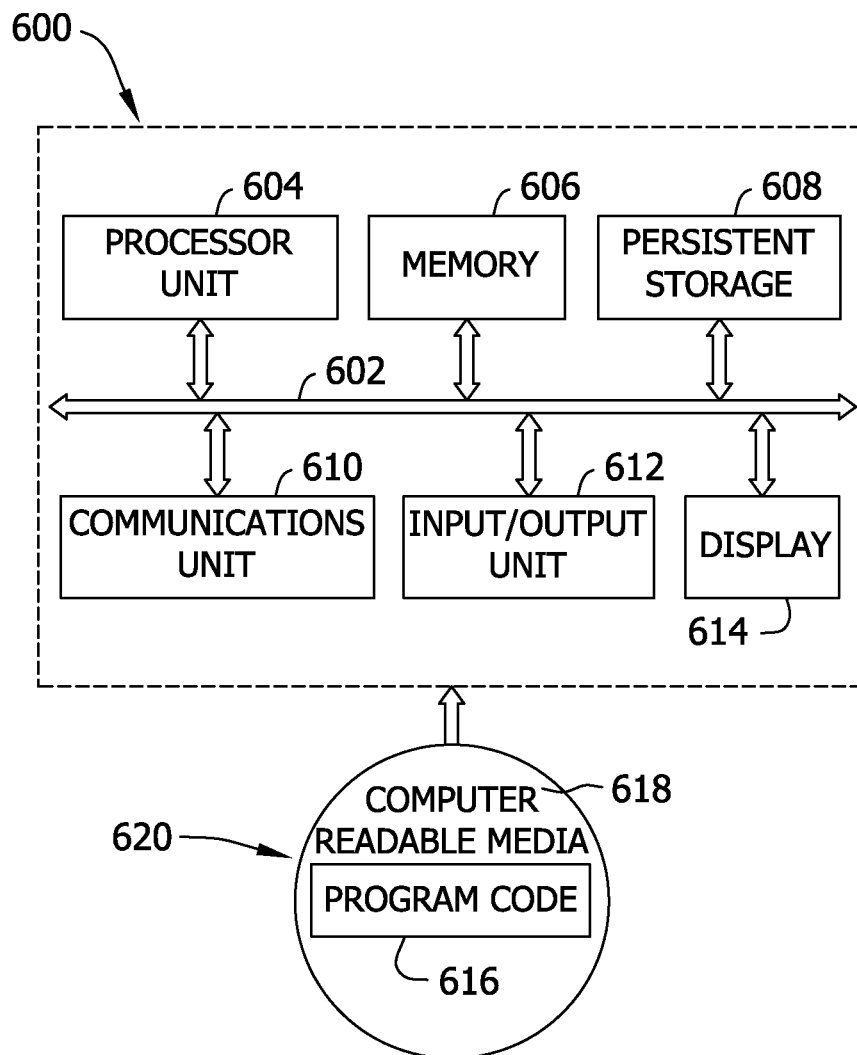 600
604
606
608
PROCESSOR
UNIT
MEMORY
PERSISTENT
STORAGE
602
610
612
COMMUNICATIONS
UNIT
INPUT/OUTPUT
UNIT
DISPLAY
614
618
COMPUTER
READABLE MEDIA
620
PROGRAM CODE
616